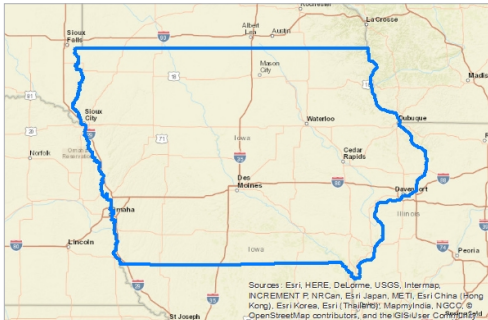 Rochester
Albert
Lea
Austin
La Crosse
Sioux
Falls
Mason
City
Madis
Sioux
City
Waterloo
Dubuque
Norfolk
Iowa
Cedar
Rapids
Des
Moines
Davenport
Omaha
Illinois
Lincoln
Iowa
Peoria
St Joseph
Sources: Esri, HERE, DeLorme, USGS, Intermap,
INCREMENT P, NRCan, Esri Japan, METI, Esri China (Hong
Kong), Esri Korea, Esri (Thailand), MapmyIndia, NGCC, ©
OpenStreetMap contributors, and the GIS User Community